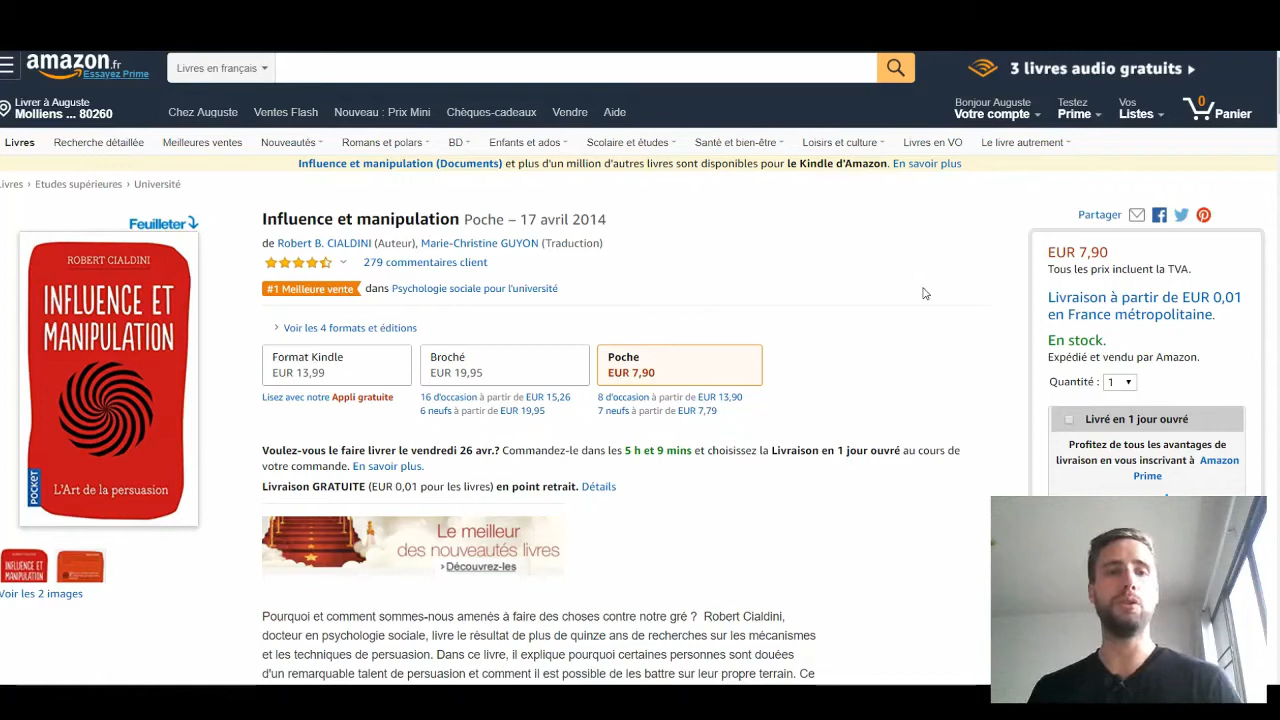 amazon.fr
Essayez Prime
Livres en français
3 livres audio gratuits
Livrer à Auguste
Molliens ... 80260
Chez Auguste Ventes Flash Nouveau : Prix Mini Chèques-cadeaux Vendre Aide
Bonjour Auguste
Votre compte
Testez
Prime
Vos
Listes
0
Panier
Livres Recherche détaillée Meilleures ventes Nouveautés Romans et polars BD Enfants et ados Scolaire et études Santé et bien-être Loisirs et culture Livres en VO Le livre autrement
Influence et manipulation (Documents) et plus d'un million d'autres livres sont disponibles pour le Kindle d'Amazon. En savoir plus
Livres › Etudes supérieures › Université
Feuilleter
ROBERT CIALDINI
INFLUENCE ET
MANIPULATION
POCKET
L'Art de la persuasion
INFLUENCE ET
MANIPULATION
Voir les 2 images
Influence et manipulation Poche – 17 avril 2014
de Robert B. CIALDINI (Auteur), Marie-Christine GUYON (Traduction)
279 commentaires client
#1 Meilleure vente dans Psychologie sociale pour l'université
› Voir les 4 formats et éditions
Format Kindle
EUR 13,99
Broché
EUR 19,95
Poche
EUR 7,90
Lisez avec notre Appli gratuite
16 d'occasion à partir de EUR 15,26
6 neufs à partir de EUR 19,95
8 d'occasion à partir de EUR 13,90
7 neufs à partir de EUR 7,79
Voulez-vous le faire livrer le vendredi 26 avr.? Commandez-le dans les 5 h et 9 mins et choisissez la Livraison en 1 jour ouvré au cours de
votre commande. En savoir plus.
Livraison GRATUITE (EUR 0,01 pour les livres) en point retrait. Détails
Le meilleur
des nouveautés livres
›Découvrez-les
Pourquoi et comment sommes-nous amenés à faire des choses contre notre gré ? Robert Cialdini,
docteur en psychologie sociale, livre le résultat de plus de quinze ans de recherches sur les mécanismes
et les techniques de persuasion. Dans ce livre, il explique pourquoi certaines personnes sont douées
d'un remarquable talent de persuasion et comment il est possible de les battre sur leur propre terrain. Ce
Partager
EUR 7,90
Tous les prix incluent la TVA.
Livraison à partir de EUR 0,01
en France métropolitaine.
En stock.
Expédié et vendu par Amazon.
Quantité : 1
Livré en 1 jour ouvré
Profitez de tous les avantages de
livraison en vous inscrivant à Amazon
Prime